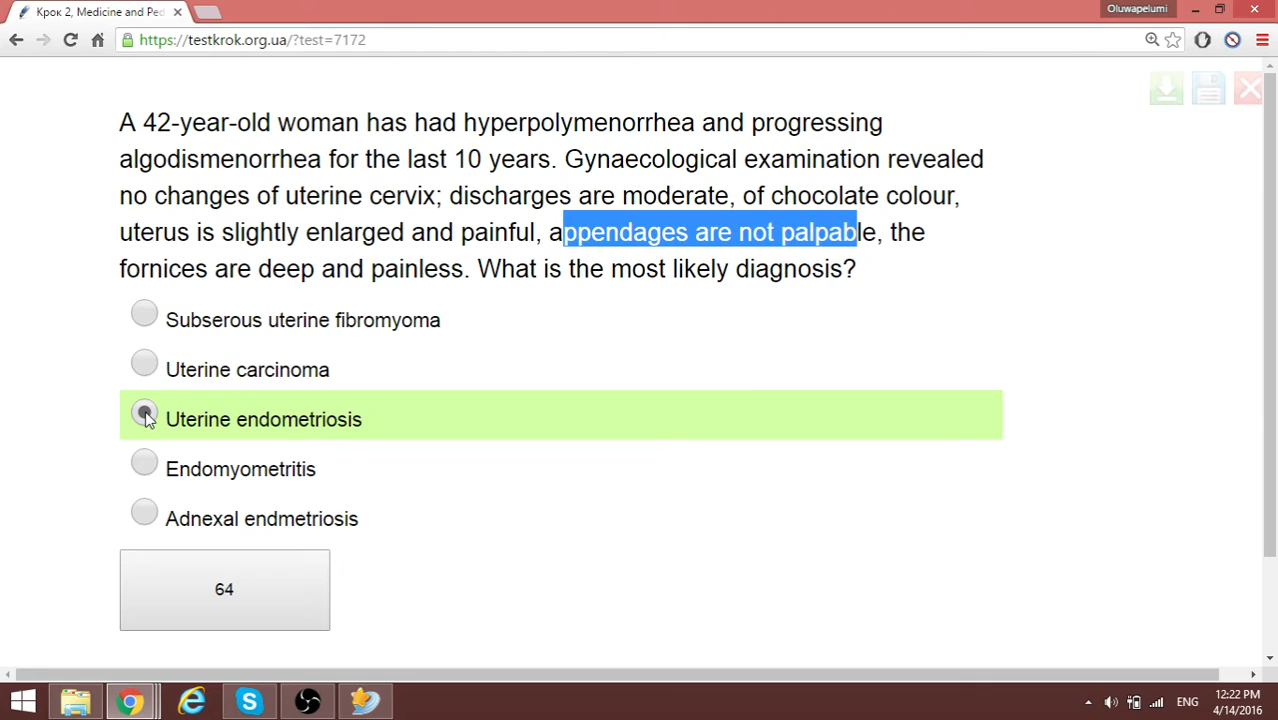 Крок 2, Medicine and Ped
Oluwapelumi
https://testkrok.org.ua/?test=7172
A 42-year-old woman has had hyperpolymenorrhea and progressing
algodismenorrhea for the last 10 years. Gynaecological examination revealed
no changes of uterine cervix; discharges are moderate, of chocolate colour,
uterus is slightly enlarged and painful, appendages are not palpable, the
fornices are deep and painless. What is the most likely diagnosis?
Subserous uterine fibromyoma
Uterine carcinoma
Uterine endometriosis
Endomyometritis
Adnexal endmetriosis
64
ENG
12:22 PM
4/14/2016